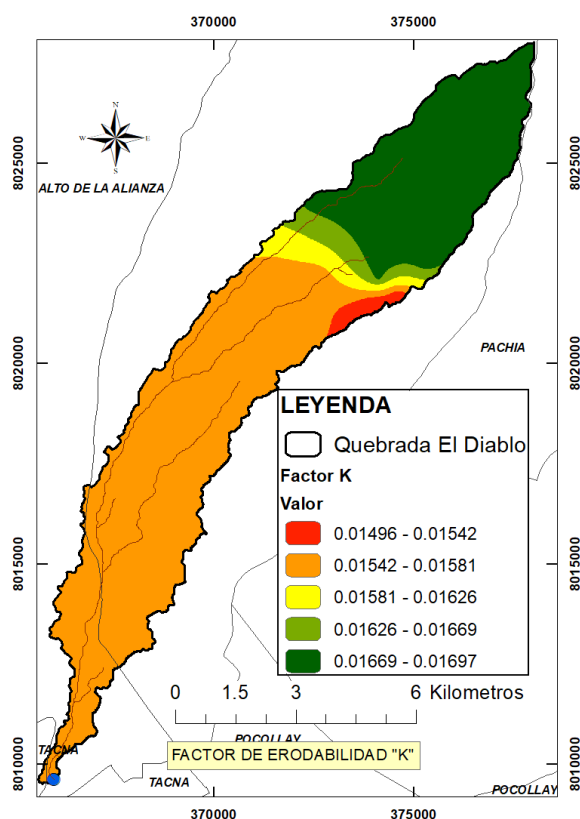 370000
375000
N
W
E
S
8025000
8025000
ALTO DE LA ALIANZA
8020000
8020000
PACHIA
LEYENDA
Quebrada El Diablo
Factor K
Valor
0.01496 - 0.01542
0.01542 - 0.01581
0.01581 - 0.01626
0.01626 - 0.01669
0.01669 - 0.01697
8015000
8015000
0 1.5 3 6 Kilometros
POCOLLAY
TACNA
FACTOR DE ERODABILIDAD "K"
8010000
8010000
TACNA
POCOLLAY
370000
375000